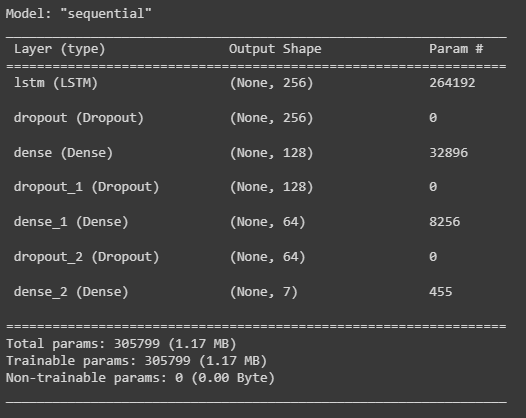 Model: "sequential"
_________________________________________________________________
Layer (type)                Output Shape              Param #
=================================================================
lstm (LSTM)                 (None, 256)               264192
dropout (Dropout)           (None, 256)               0
dense (Dense)               (None, 128)               32896
dropout_1 (Dropout)         (None, 128)               0
dense_1 (Dense)             (None, 64)                8256
dropout_2 (Dropout)         (None, 64)                0
dense_2 (Dense)             (None, 7)                 455
=================================================================
Total params: 305799 (1.17 MB)
Trainable params: 305799 (1.17 MB)
Non-trainable params: 0 (0.00 Byte)
_________________________________________________________________